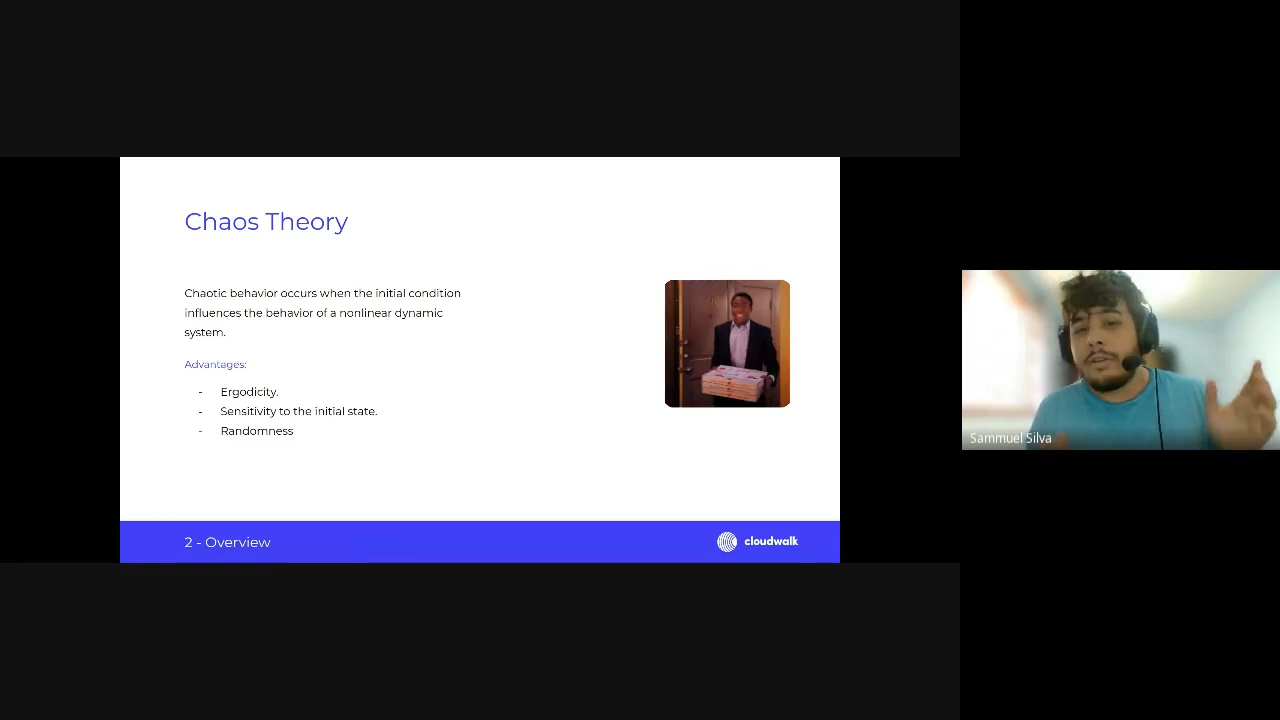 Chaos Theory
Chaotic behavior occurs when the initial condition
influences the behavior of a nonlinear dynamic
system.
Advantages:
- Ergodicity.
- Sensitivity to the initial state.
- Randomness
2 - Overview
cloudwalk
Sammuel Silva